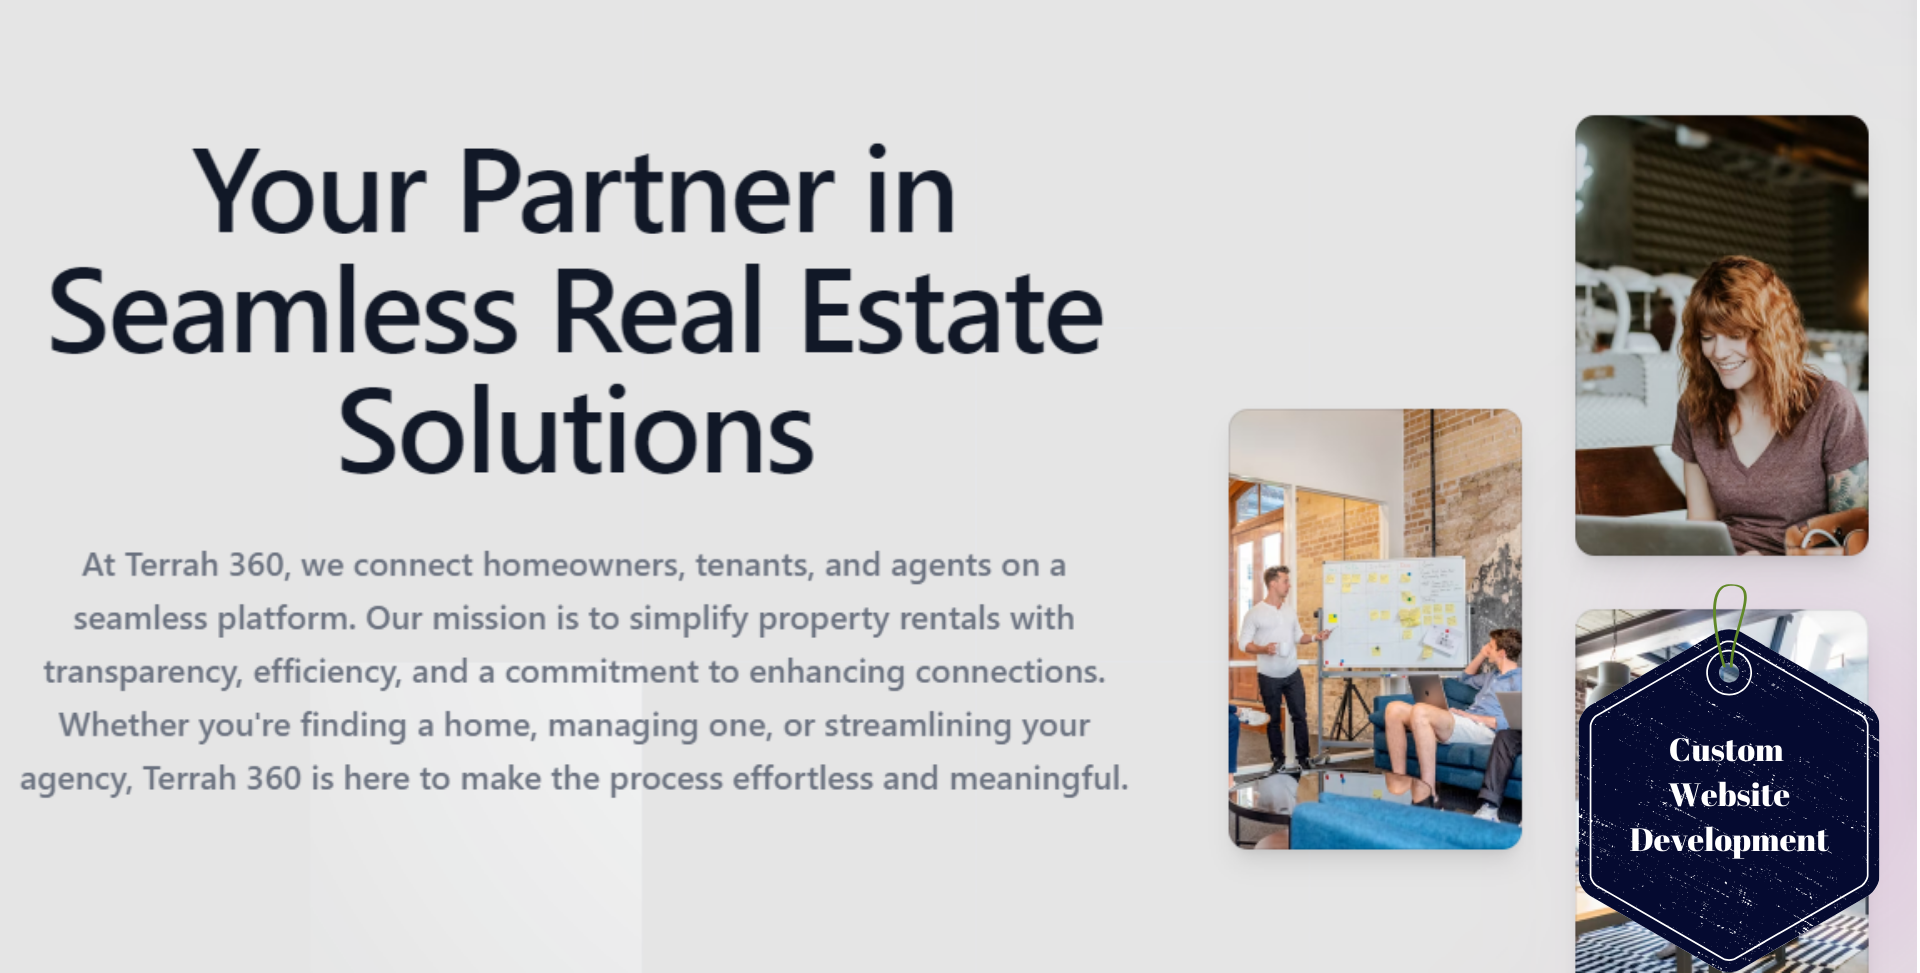 Your Partner in
Seamless Real Estate
Solutions
At Terrah 360, we connect homeowners, tenants, and agents on a
seamless platform. Our mission is to simplify property rentals with
transparency, efficiency, and a commitment to enhancing connections.
Whether you're finding a home, managing one, or streamlining your
agency, Terrah 360 is here to make the process effortless and meaningful.
Custom
Website
Development